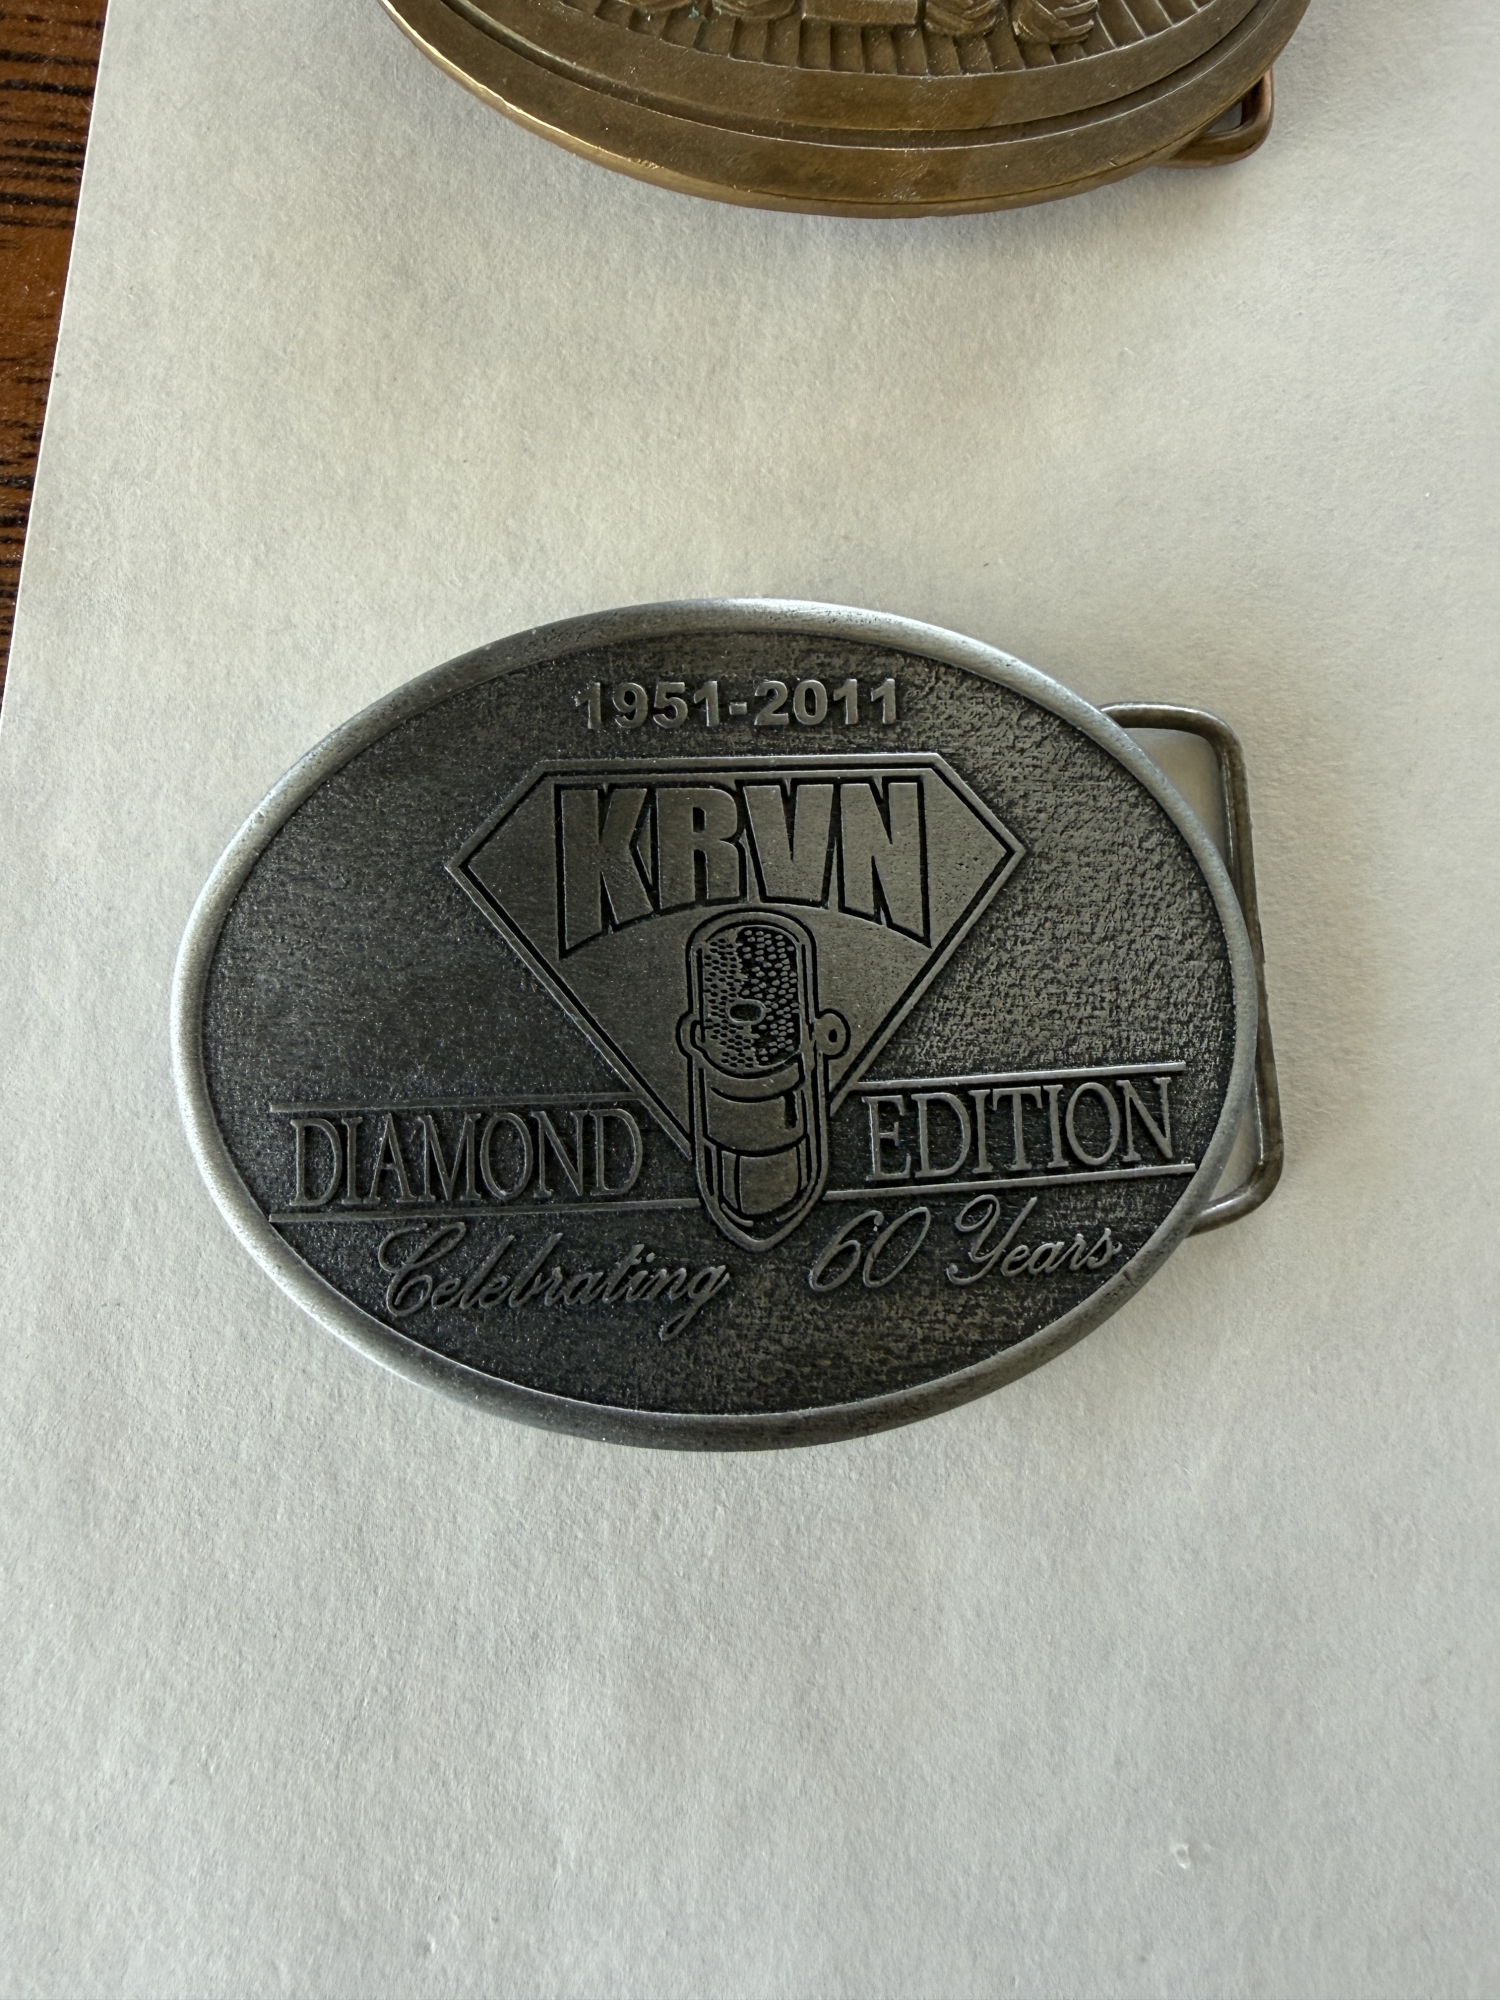 1951-2011
KRVN
DIAMOND EDITION
Celebrating 60 Years